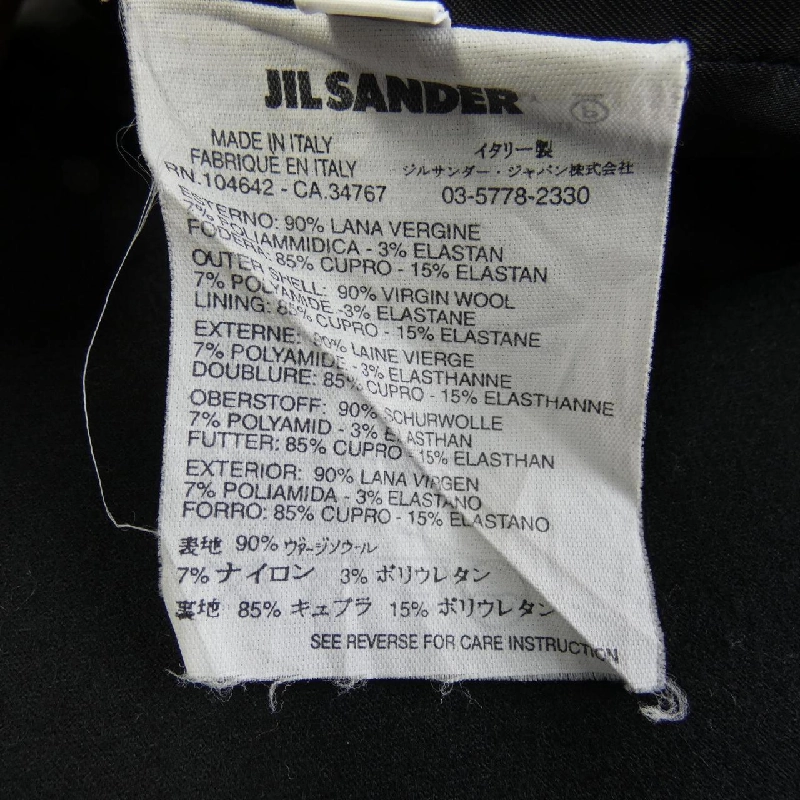 JIL SANDER
MADE IN ITALY
FABRIQUE EN ITALY
RN.104642 - CA.34767
イタリー製
ジルサンダー・ジャパン株式会社
03-5778-2330
ESTERNO: 90% LANA VERGINE
7% POLIAMMIDICA - 3% ELASTAN
FODERA: 85% CUPRO - 15% ELASTAN
OUTER SHELL: 90% VIRGIN WOOL
7% POLYAMIDE -3% ELASTANE
LINING: 85% CUPRO - 15% ELASTANE
EXTERNE: 90% LAINE VIERGE
7% POLYAMIDE - 3% ELASTHANNE
DOUBLURE: 85% CUPRO - 15% ELASTHANNE
OBERSTOFF: 90% SCHURWOLLE
7% POLYAMID - 3% ELASTHAN
FUTTER: 85% CUPRO - 15% ELASTHAN
EXTERIOR: 90% LANA VIRGEN
7% POLIAMIDA - 3% ELASTANO
FORRO: 85% CUPRO - 15% ELASTANO
表地 90% ヴァージンウール
7% ナイロン 3% ポリウレタン
裏地 85% キュプラ 15% ポリウレタン
SEE REVERSE FOR CARE INSTRUCTION